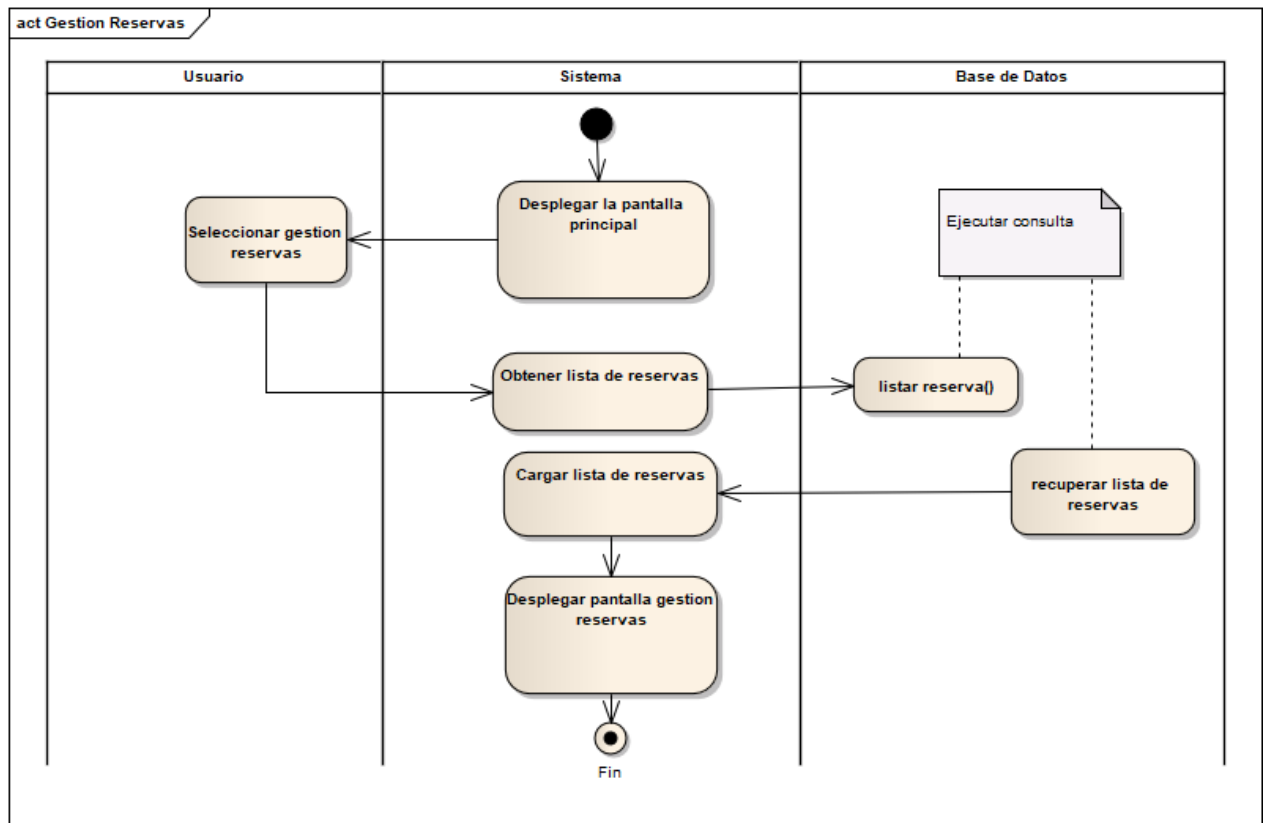 act Gestion Reservas
Usuario
Sistema
Base de Datos
Desplegar la pantalla
principal
Seleccionar gestion
reservas
Ejecutar consulta
Obtener lista de reservas
listar reserva()
Cargar lista de reservas
recuperar lista de
reservas
Desplegar pantalla gestion
reservas
Fin